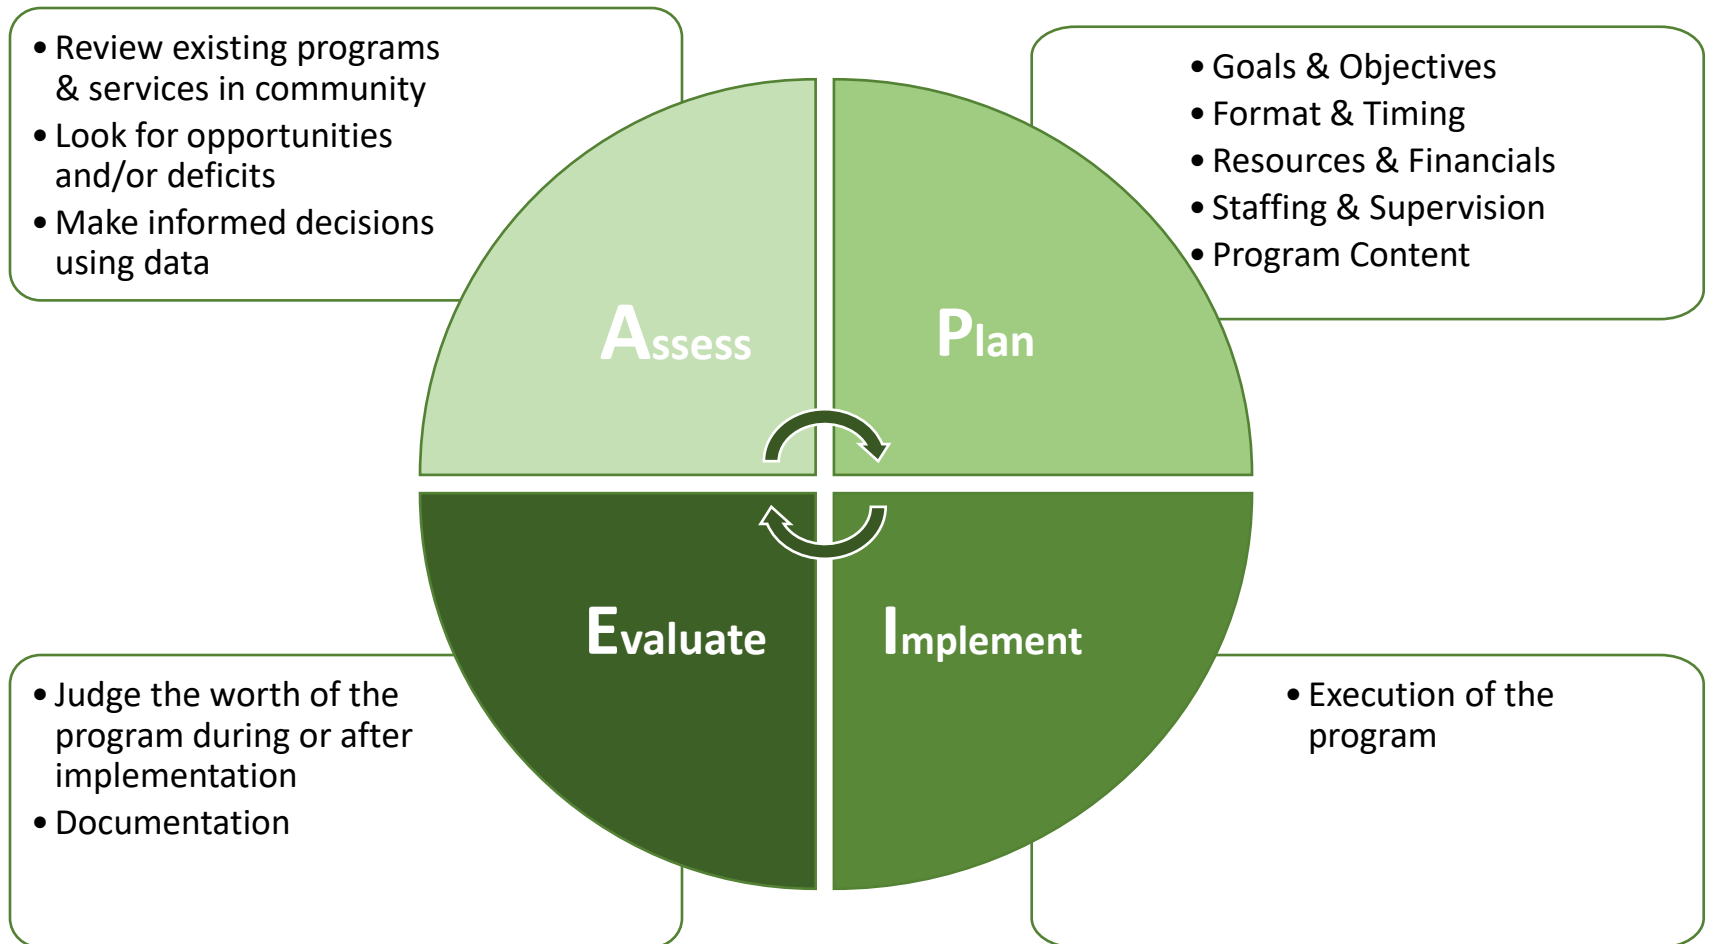 • Review existing programs
& services in community
• Look for opportunities
and/or deficits
• Make informed decisions
using data
• Goals & Objectives
• Format & Timing
• Resources & Financials
• Staffing & Supervision
• Program Content
Assess
Plan
Evaluate
Implement
• Judge the worth of the
program during or after
implementation
• Documentation
• Execution of the
program